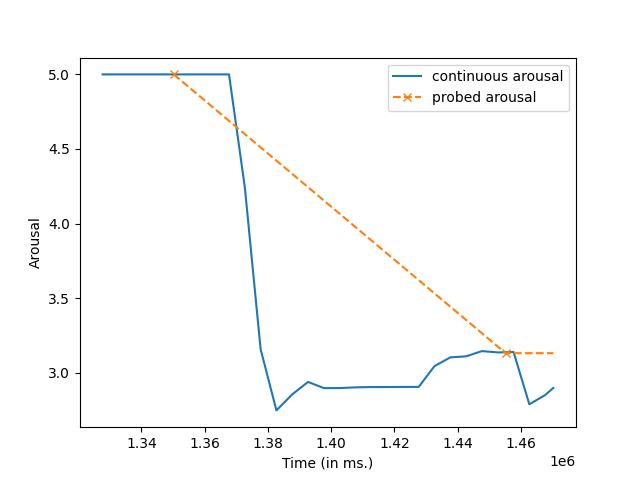 continuous arousal
probed arousal
5.0
4.5
4.0
3.5
3.0
Arousal
1.34 1.36 1.38 1.40 1.42 1.44 1.46
1e6
Time (in ms.)